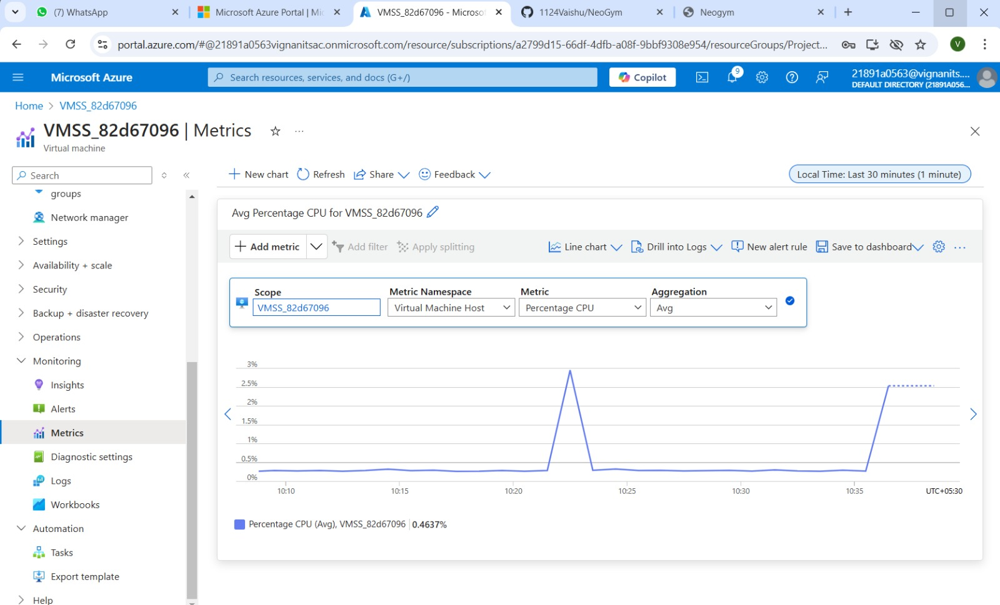 (7) WhatsApp
Microsoft Azure Portal | Mic
VMSS_82d67096 - Microsof
1124Vaishu/NeoGym
Neogym
portal.azure.com/#@21891a0563vignanitsac.onmicrosoft.com/resource/subscriptions/a2799d15-66df-4dfb-a08f-9bbf9308e954/resourceGroups/Project...
V
Microsoft Azure
Search resources, services, and docs (G+/)
Copilot
9
21891a0563@vignanits....
DEFAULT DIRECTORY (21891A056...
Home > VMSS_82d67096
VMSS_82d67096 | Metrics
Virtual machine
Search
groups
Network manager
Settings
Availability + scale
Security
Backup + disaster recovery
Operations
Monitoring
Insights
Alerts
Metrics
Diagnostic settings
Logs
Workbooks
Automation
Tasks
Export template
Help
New chart
Refresh
Share
Feedback
Local Time: Last 30 minutes (1 minute)
Avg Percentage CPU for VMSS_82d67096
Add metric
Add filter
Apply splitting
Line chart
Drill into Logs
New alert rule
Save to dashboard
Scope
VMSS_82d67096
Metric Namespace
Virtual Machine Host
Metric
Percentage CPU
Aggregation
Avg
3%
2.5%
2%
1.5%
1%
0.5%
0%
10:10
10:15
10:20
10:25
10:30
10:35
UTC+05:30
Percentage CPU (Avg), VMSS_82d67096 | 0.4637%